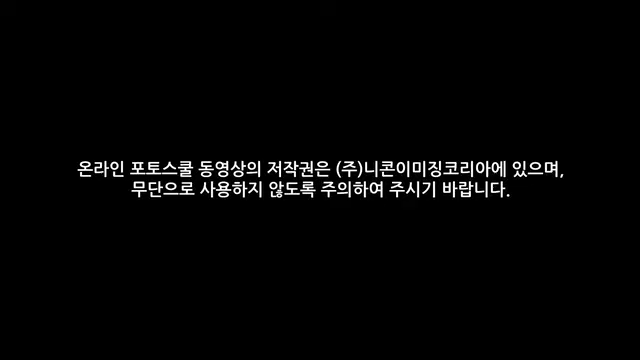 온라인 포토스쿨 동영상의 저작권은 (주)니콘이미징코리아에 있으며,
무단으로 사용하지 않도록 주의하여 주시기 바랍니다.